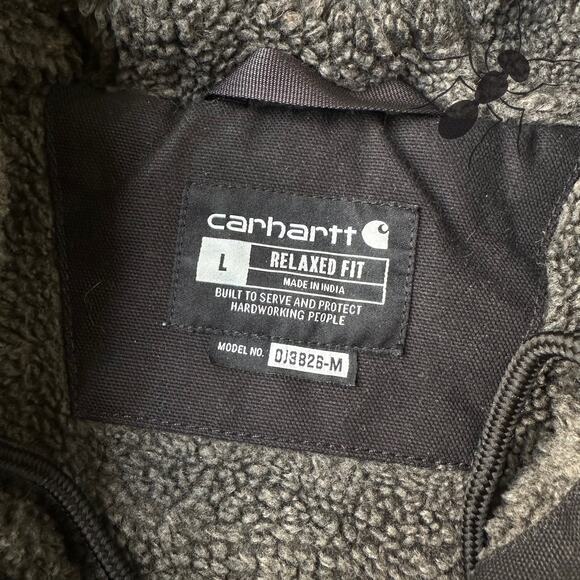 carhartt
L RELAXED FIT
MADE IN INDIA
BUILT TO SERVE AND PROTECT
HARDWORKING PEOPLE
MODEL NO. OJ3826-M